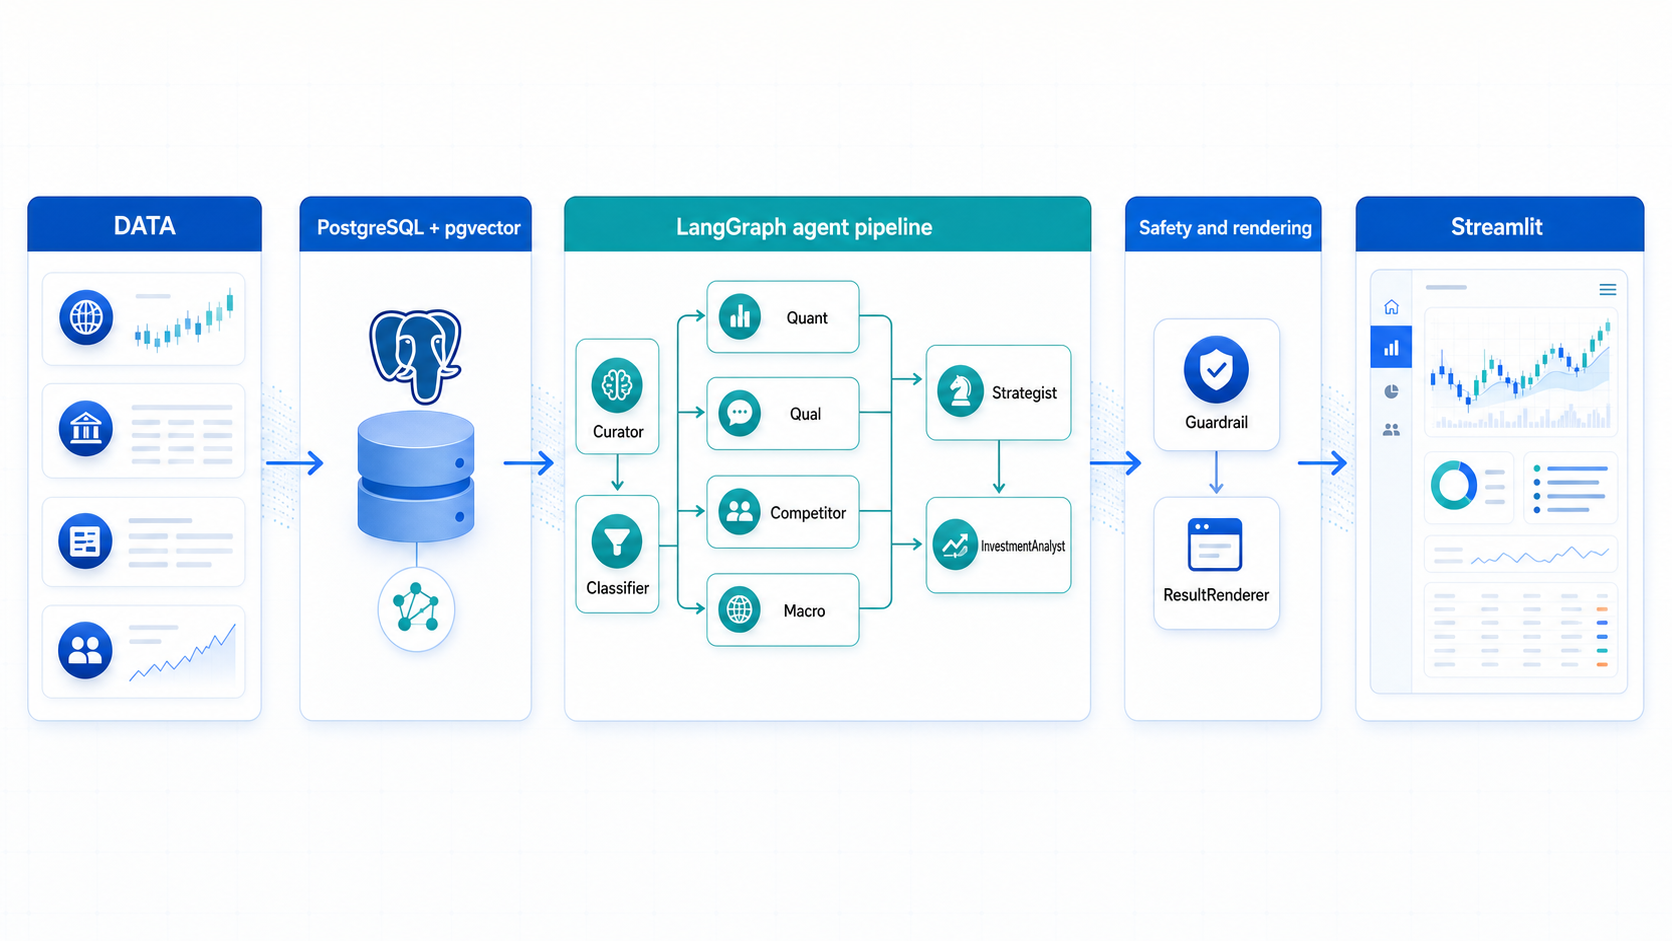 DATA
PostgreSQL + pgvector
LangGraph agent pipeline
Safety and rendering
Streamlit
Curator
Classifier
Quant
Qual
Competitor
Macro
Strategist
InvestmentAnalyst
Guardrail
ResultRenderer